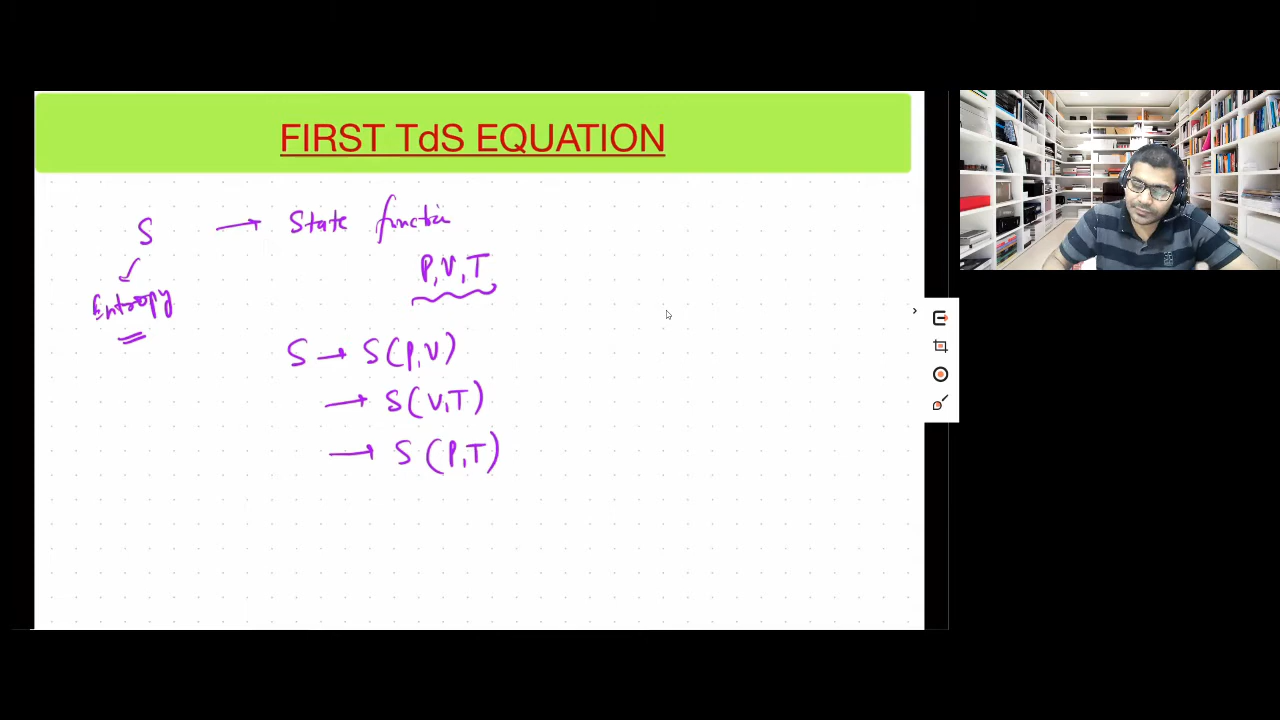 FIRST TdS EQUATION
S → State function
P, V, T
Entropy
S → S(P,V)
→ S(V,T)
→ S(P,T)